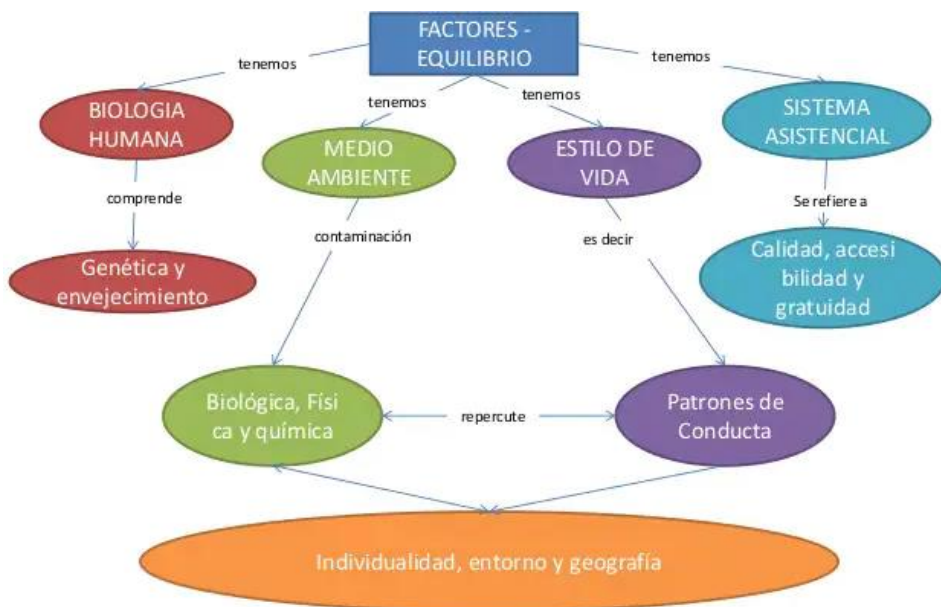 FACTORES -
EQUILIBRIO
tenemos
tenemos
tenemos
tenemos
BIOLOGIA
HUMANA
MEDIO
AMBIENTE
ESTILO DE
VIDA
SISTEMA
ASISTENCIAL
comprende
contaminación
es decir
Se refiere a
Genética y
envejecimiento
Calidad, accesi
bilidad y
gratuidad
Biológica, Físi
ca y química
repercute
Patrones de
Conducta
Individualidad, entorno y geografía